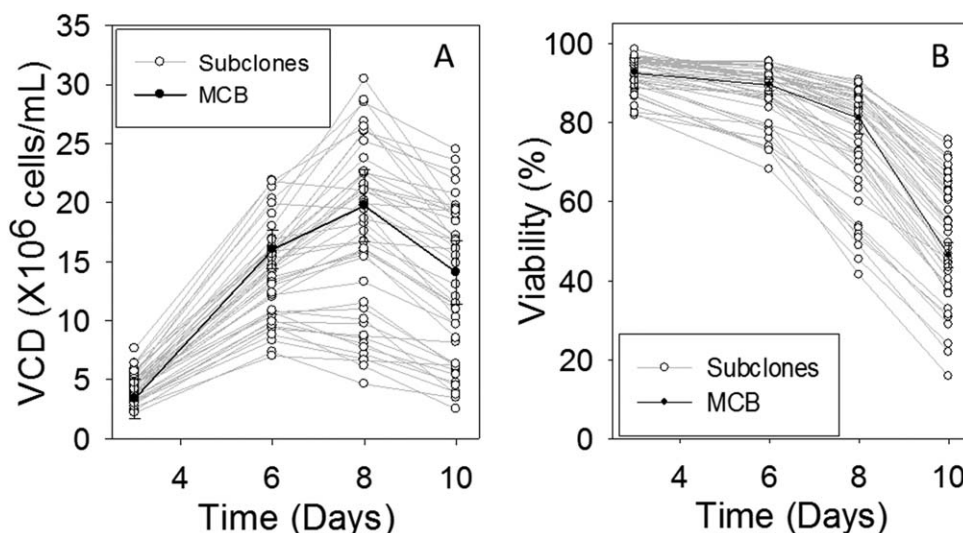 A
Subclones
MCB
VCD (X10⁶ cells/mL)
35
30
25
20
15
10
5
0
4
6
8
10
Time (Days)
B
Viability (%)
100
80
60
40
20
0
Subclones
MCB
4
6
8
10
Time (Days)